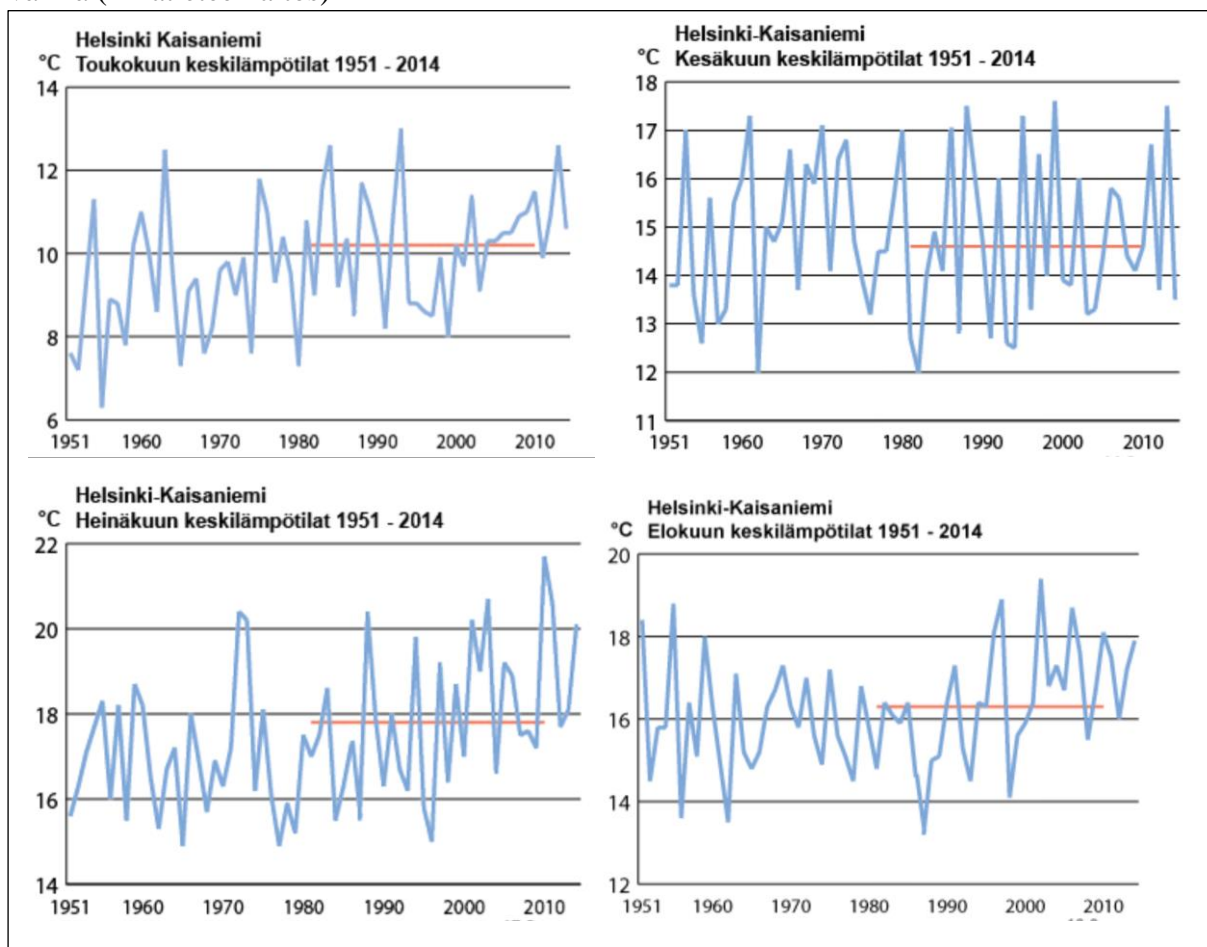 Helsinki Kaisaniemi
°C Toukokuun keskilämpötilat 1951 - 2014
14
12
10
8
6
1951 1960 1970 1980 1990 2000 2010
Helsinki-Kaisaniemi
°C Kesäkuun keskilämpötilat 1951 - 2014
18
17
16
15
14
13
12
11
1951 1960 1970 1980 1990 2000 2010
Helsinki-Kaisaniemi
°C Heinäkuun keskilämpötilat 1951 - 2014
22
20
18
16
14
1951 1960 1970 1980 1990 2000 2010
Helsinki-Kaisaniemi
°C Elokuun keskilämpötilat 1951 - 2014
20
18
16
14
12
1951 1960 1970 1980 1990 2000 2010